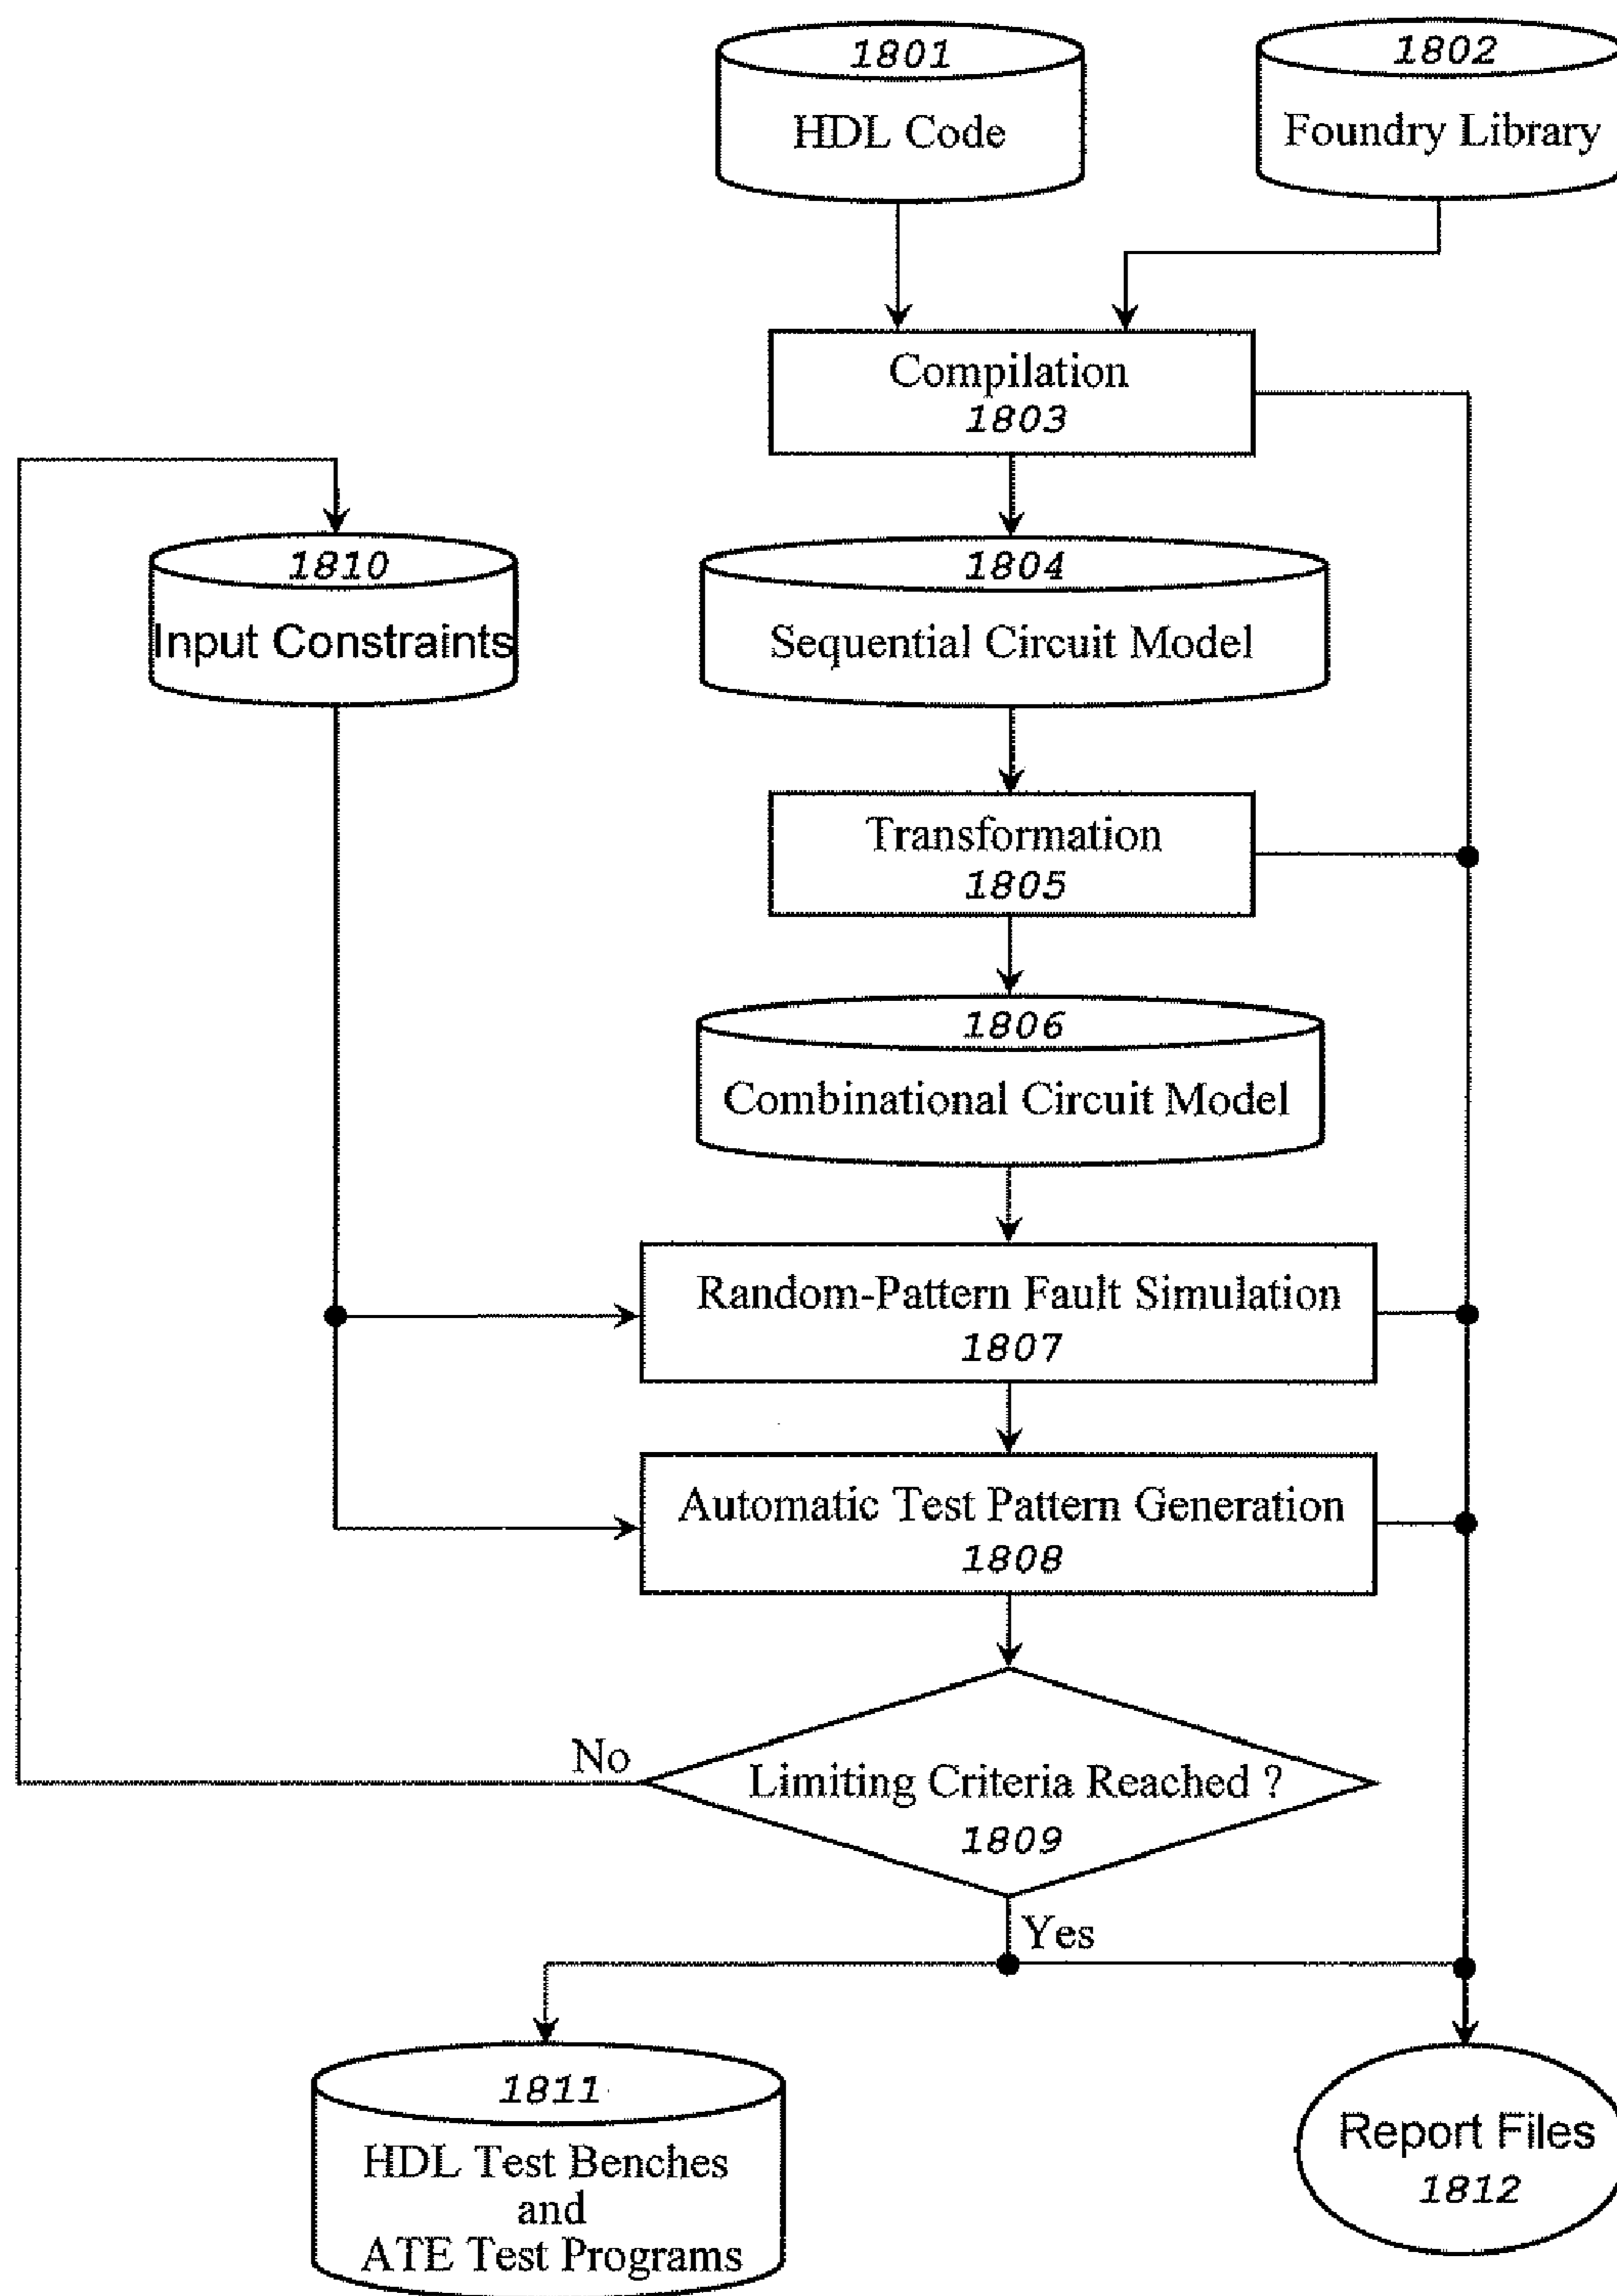 1801
HDL Code
1802
Foundry Library
Compilation
1803
1810
Input Constraints
1804
Sequential Circuit Model
Transformation
1805
1806
Combinational Circuit Model
Random-Pattern Fault Simulation
1807
Automatic Test Pattern Generation
1808
No
Limiting Criteria Reached ?
1809
Yes
1811
HDL Test Benches
and
ATE Test Programs
Report Files
1812